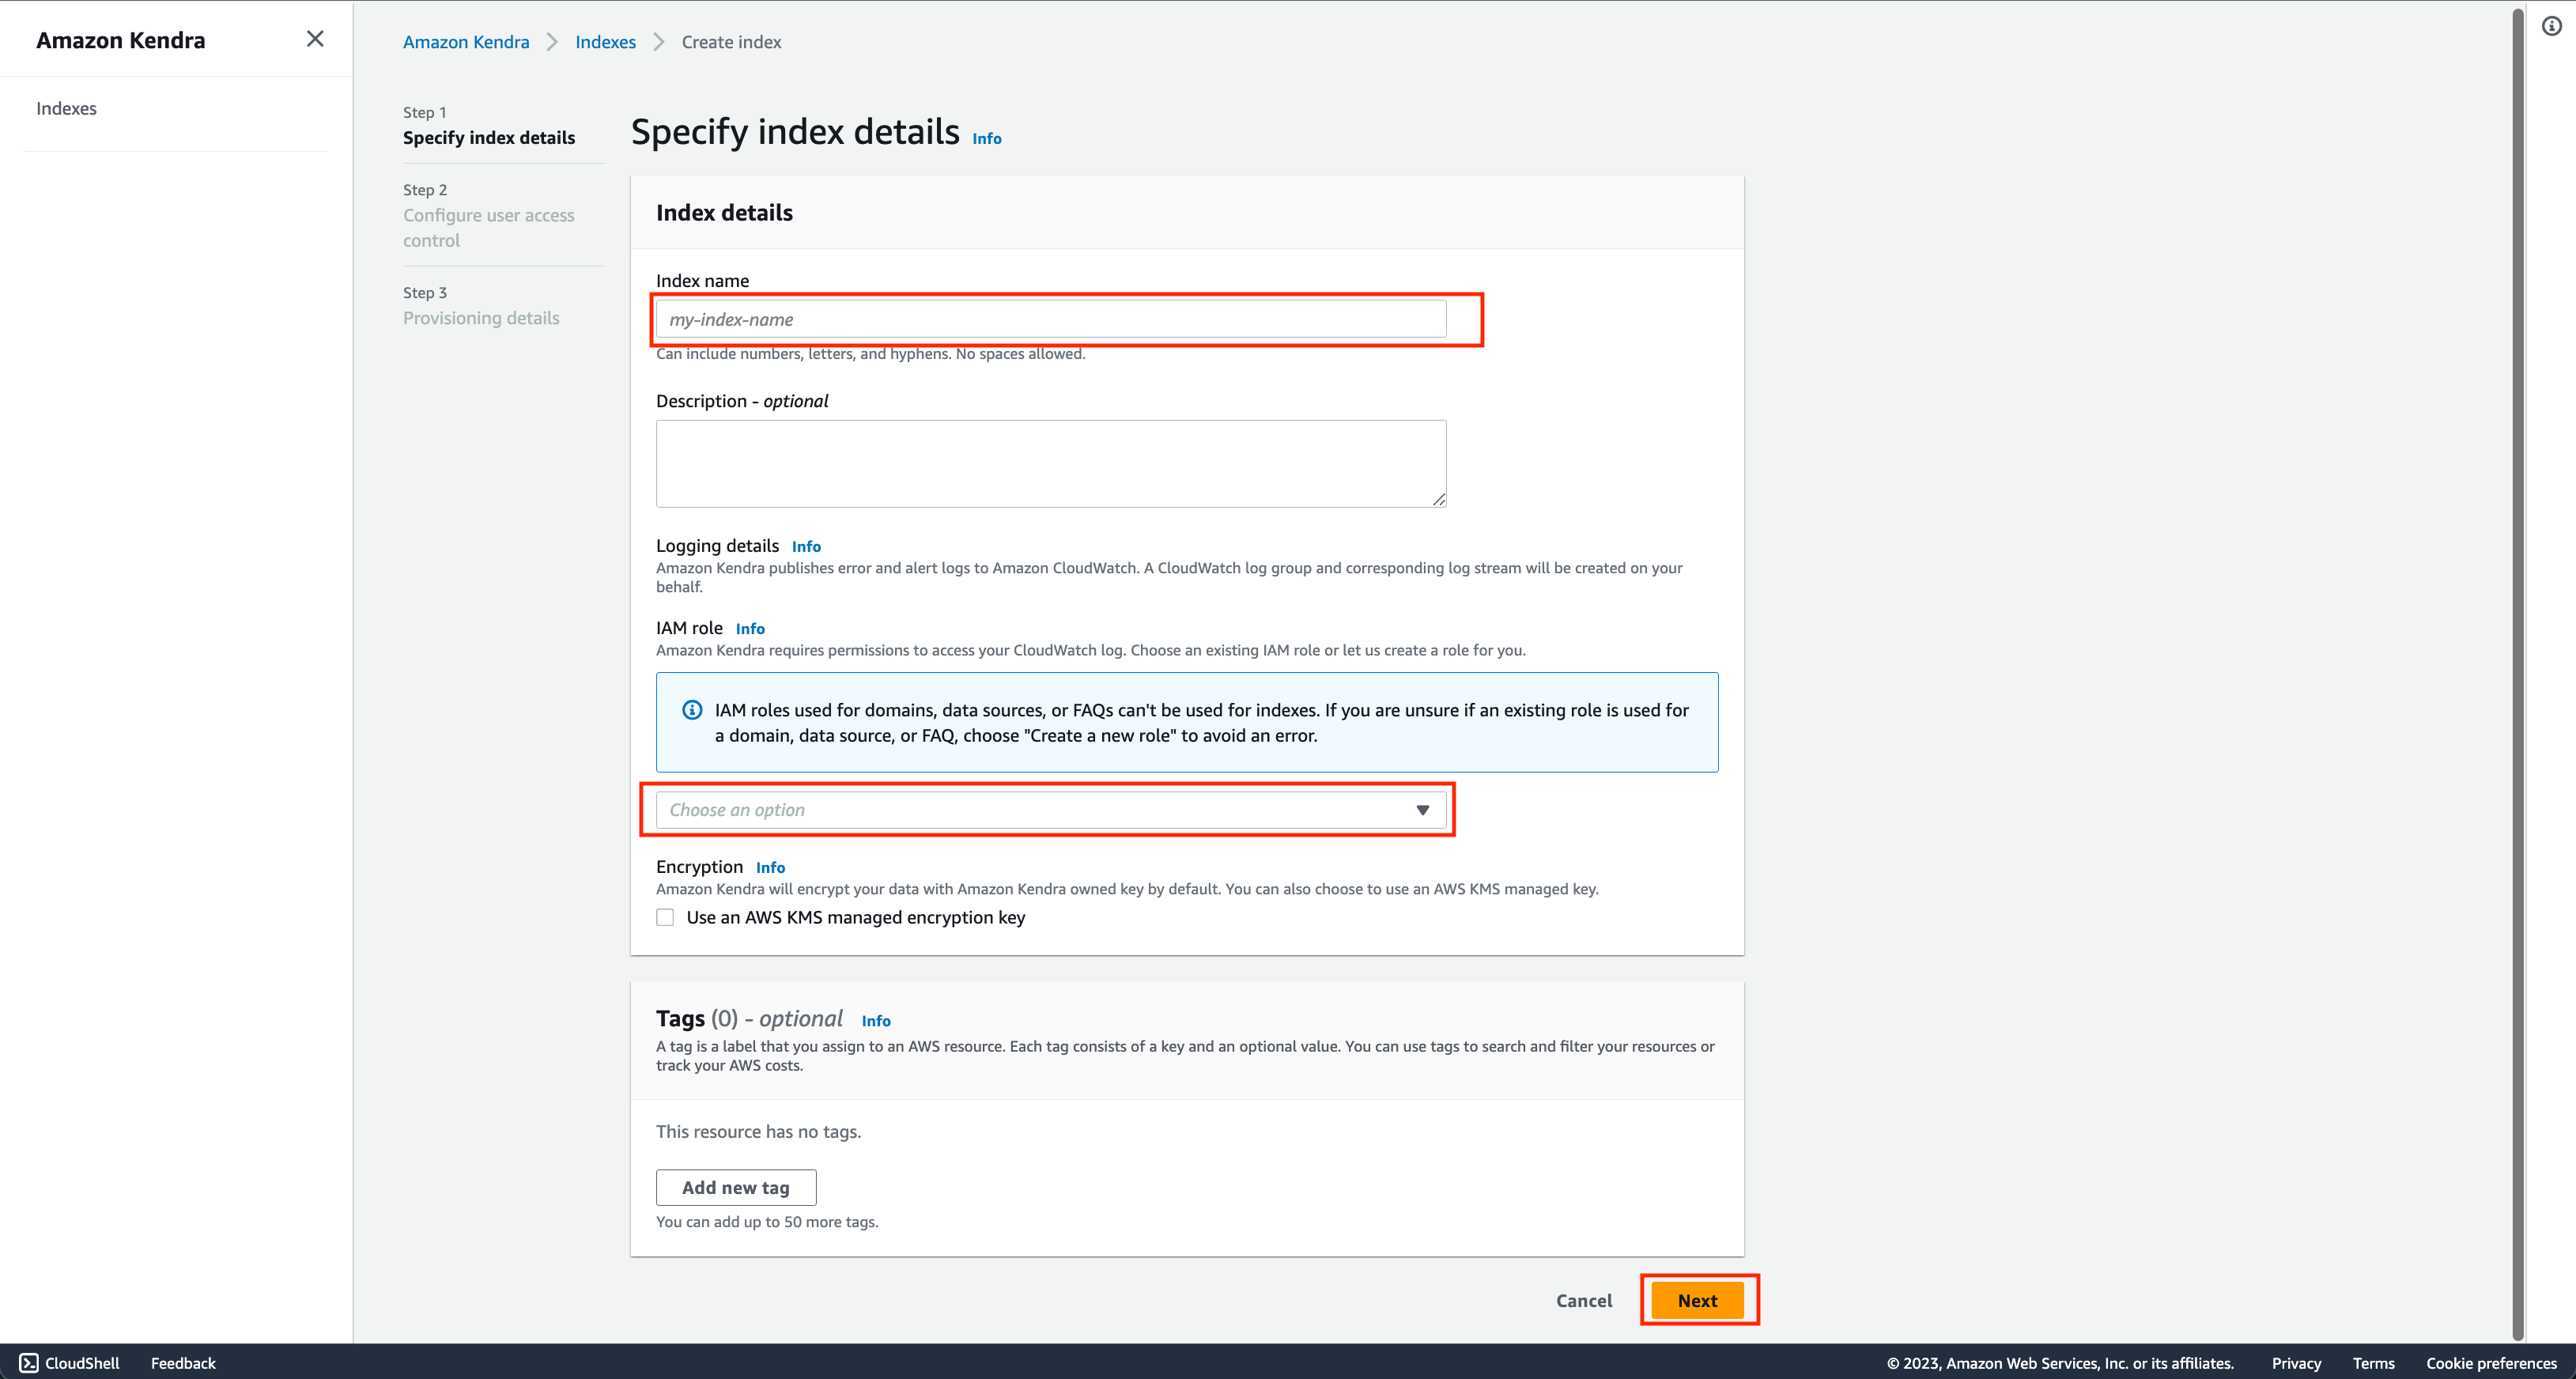 Amazon Kendra
Indexes
Amazon Kendra
Indexes
Create index
Step 1
Specify index details
Step 2
Configure user access
control
Step 3
Provisioning details
Specify index details Info
Index details
Index name
my-index-name
Can include numbers, letters, and hyphens. No spaces allowed.
Description - optional
Logging details Info
Amazon Kendra publishes error and alert logs to Amazon CloudWatch. A CloudWatch log group and corresponding log stream will be created on your
behalf.
IAM role Info
Amazon Kendra requires permissions to access your CloudWatch log. Choose an existing IAM role or let us create a role for you.
IAM roles used for domains, data sources, or FAQs can't be used for indexes. If you are unsure if an existing role is used for
a domain, data source, or FAQ, choose "Create a new role" to avoid an error.
Choose an option
Encryption Info
Amazon Kendra will encrypt your data with Amazon Kendra owned key by default. You can also choose to use an AWS KMS managed key.
Use an AWS KMS managed encryption key
Tags (0) - optional Info
A tag is a label that you assign to an AWS resource. Each tag consists of a key and an optional value. You can use tags to search and filter your resources or
track your AWS costs.
This resource has no tags.
Add new tag
You can add up to 50 more tags.
Cancel
Next
CloudShell
Feedback
© 2023, Amazon Web Services, Inc. or its affiliates.
Privacy
Terms
Cookie preferences